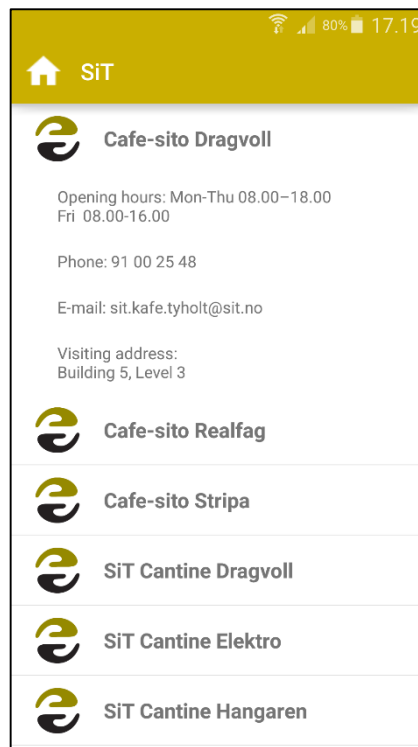 80% 17.19
SiT
Cafe-sito Dragvoll
Opening hours: Mon-Thu 08.00–18.00
Fri 08.00-16.00
Phone: 91 00 25 48
E-mail: sit.kafe.tyholt@sit.no
Visiting address:
Building 5, Level 3
Cafe-sito Realfag
Cafe-sito Stripa
SiT Cantine Dragvoll
SiT Cantine Elektro
SiT Cantine Hangaren